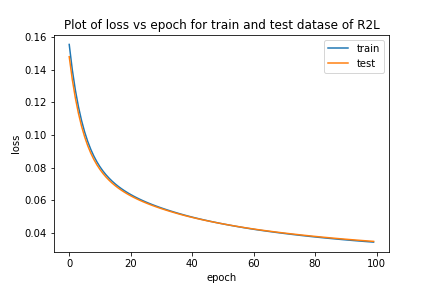 Plot of loss vs epoch for train and test datase of R2L
train
test
0.16
0.14
0.12
0.10
0.08
0.06
0.04
loss
0 20 40 60 80 100
epoch